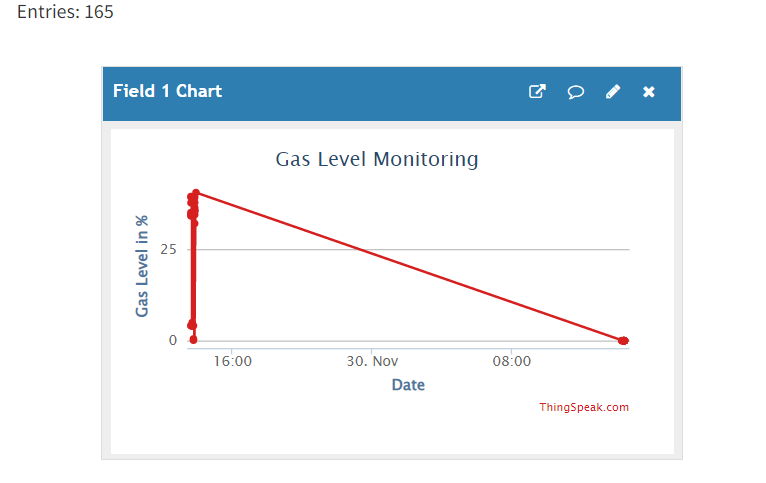 Entries: 165
Field 1 Chart
Gas Level Monitoring
Gas Level in %
25
0
16:00 30. Nov 08:00
Date
ThingSpeak.com